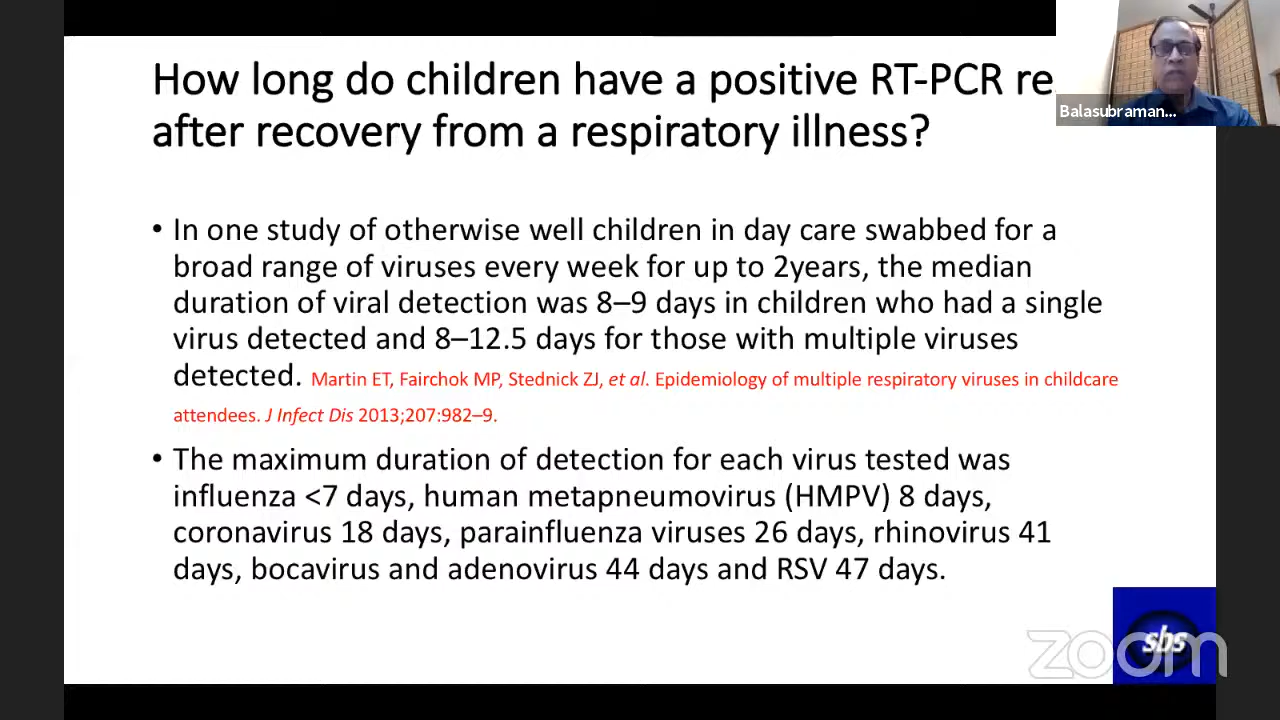 How long do children have a positive RT-PCR re
after recovery from a respiratory illness?
Balasubraman...
• In one study of otherwise well children in day care swabbed for a
broad range of viruses every week for up to 2years, the median
duration of viral detection was 8–9 days in children who had a single
virus detected and 8–12.5 days for those with multiple viruses
detected. Martin ET, Fairchok MP, Stednick ZJ, et al. Epidemiology of multiple respiratory viruses in childcare
attendees. J Infect Dis 2013;207:982–9.
• The maximum duration of detection for each virus tested was
influenza <7 days, human metapneumovirus (HMPV) 8 days,
coronavirus 18 days, parainfluenza viruses 26 days, rhinovirus 41
days, bocavirus and adenovirus 44 days and RSV 47 days.
sbs
zoom